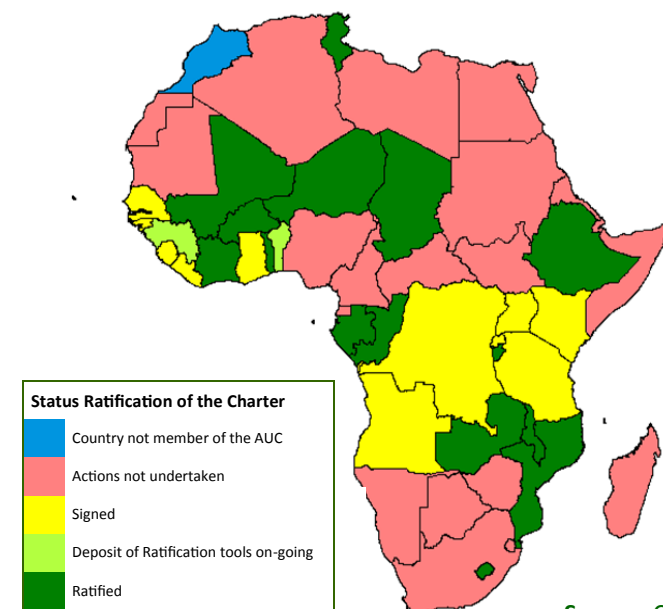 Status Ratification of the Charter
Country not member of the AUC
Actions not undertaken
Signed
Deposit of Ratification tools on-going
Ratified